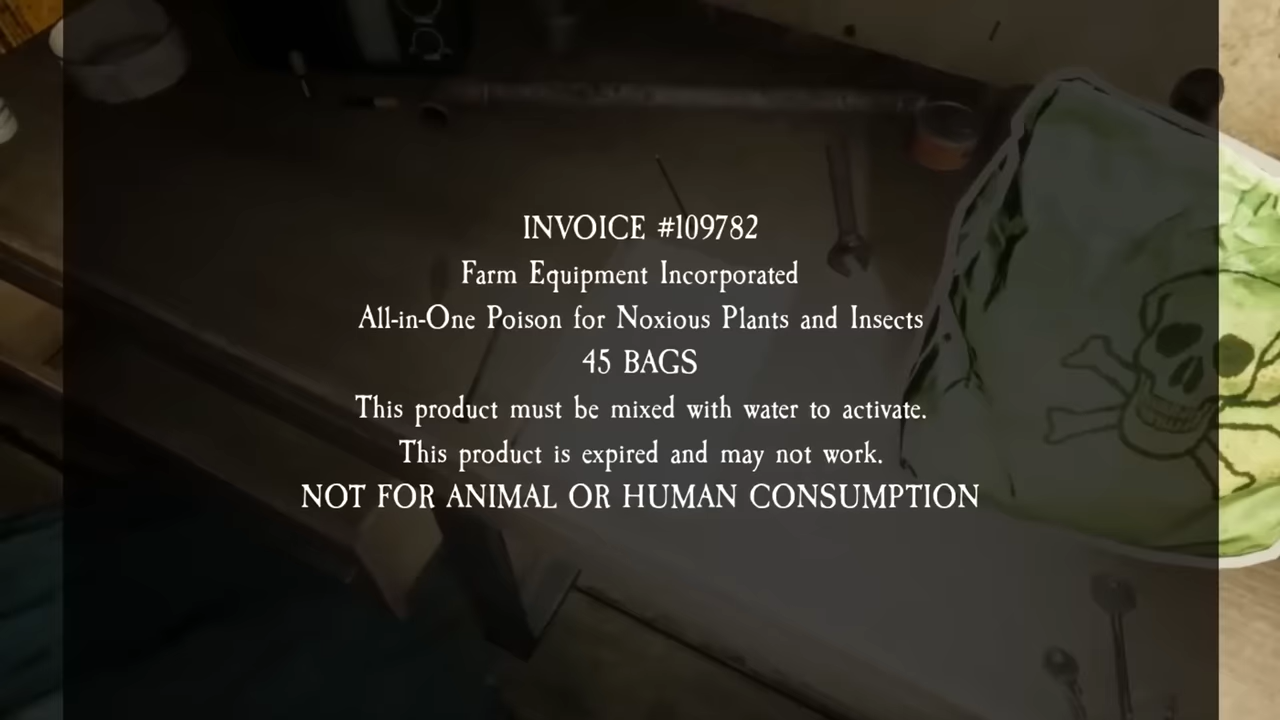 INVOICE #109782
Farm Equipment Incorporated
All-in-One Poison for Noxious Plants and Insects
45 BAGS
This product must be mixed with water to activate.
This product is expired and may not work.
NOT FOR ANIMAL OR HUMAN CONSUMPTION